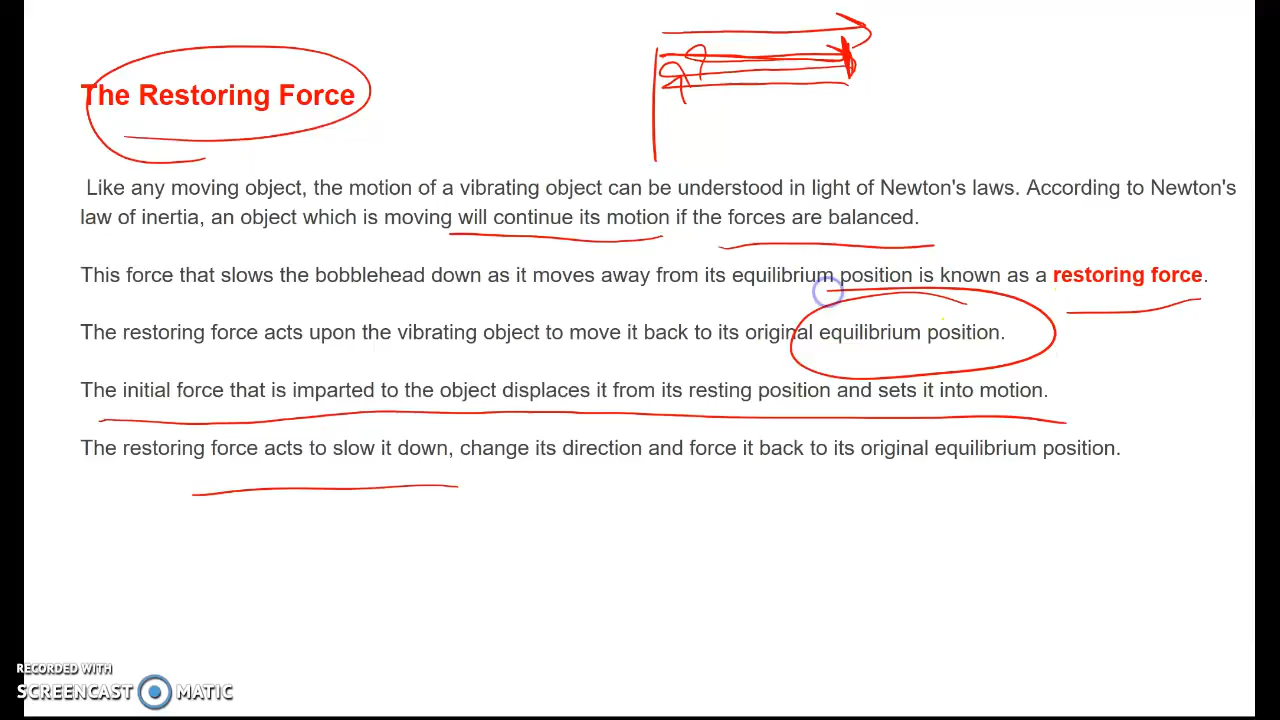 The Restoring Force
Like any moving object, the motion of a vibrating object can be understood in light of Newton's laws. According to Newton's
law of inertia, an object which is moving will continue its motion if the forces are balanced.
This force that slows the bobblehead down as it moves away from its equilibrium position is known as a restoring force.
The restoring force acts upon the vibrating object to move it back to its original equilibrium position.
The initial force that is imparted to the object displaces it from its resting position and sets it into motion.
The restoring force acts to slow it down, change its direction and force it back to its original equilibrium position.
RECORDED WITH
SCREENCAST MATIC